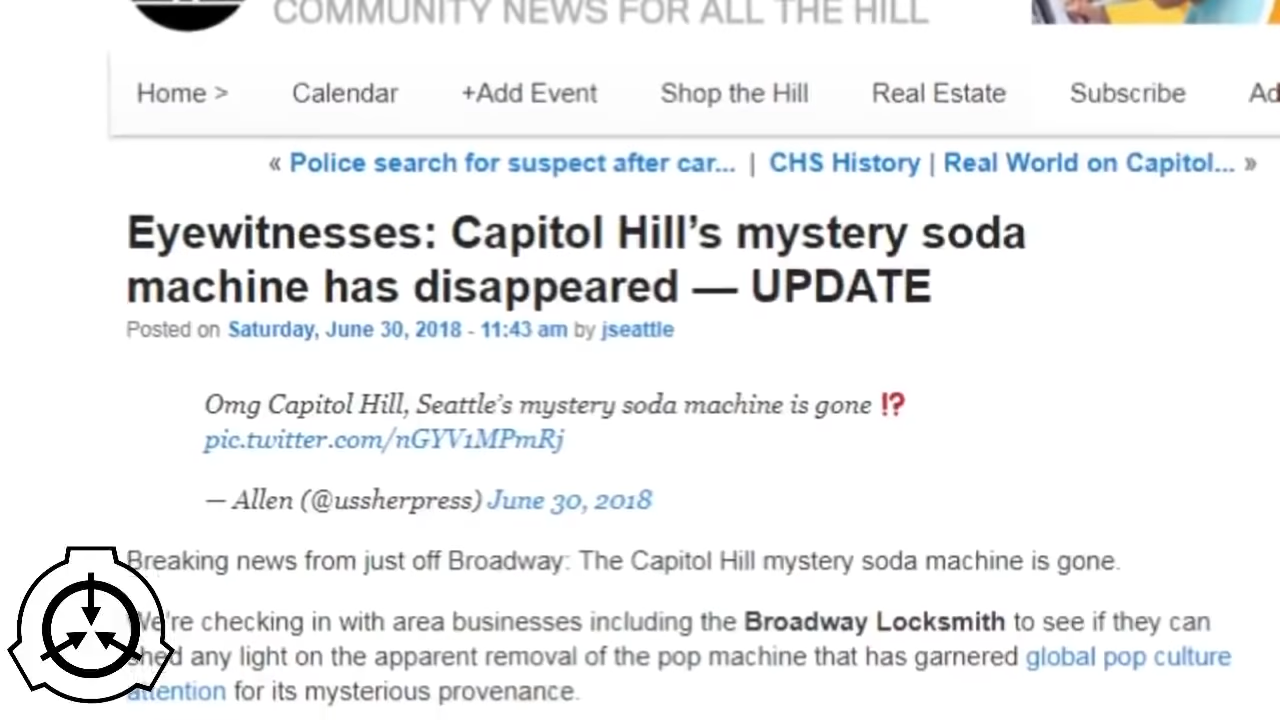 COMMUNITY NEWS FOR ALL THE HILL
Home > Calendar +Add Event Shop the Hill Real Estate Subscribe Ad
« Police search for suspect after car... | CHS History | Real World on Capitol... »
Eyewitnesses: Capitol Hill’s mystery soda
machine has disappeared — UPDATE
Posted on Saturday, June 30, 2018 - 11:43 am by jseattle
Omg Capitol Hill, Seattle’s mystery soda machine is gone ⁉
pic.twitter.com/nGYV1MPmRj
— Allen (@ussherpress) June 30, 2018
Breaking news from just off Broadway: The Capitol Hill mystery soda machine is gone.
We’re checking in with area businesses including the Broadway Locksmith to see if they can
shed any light on the apparent removal of the pop machine that has garnered global pop culture
attention for its mysterious provenance.